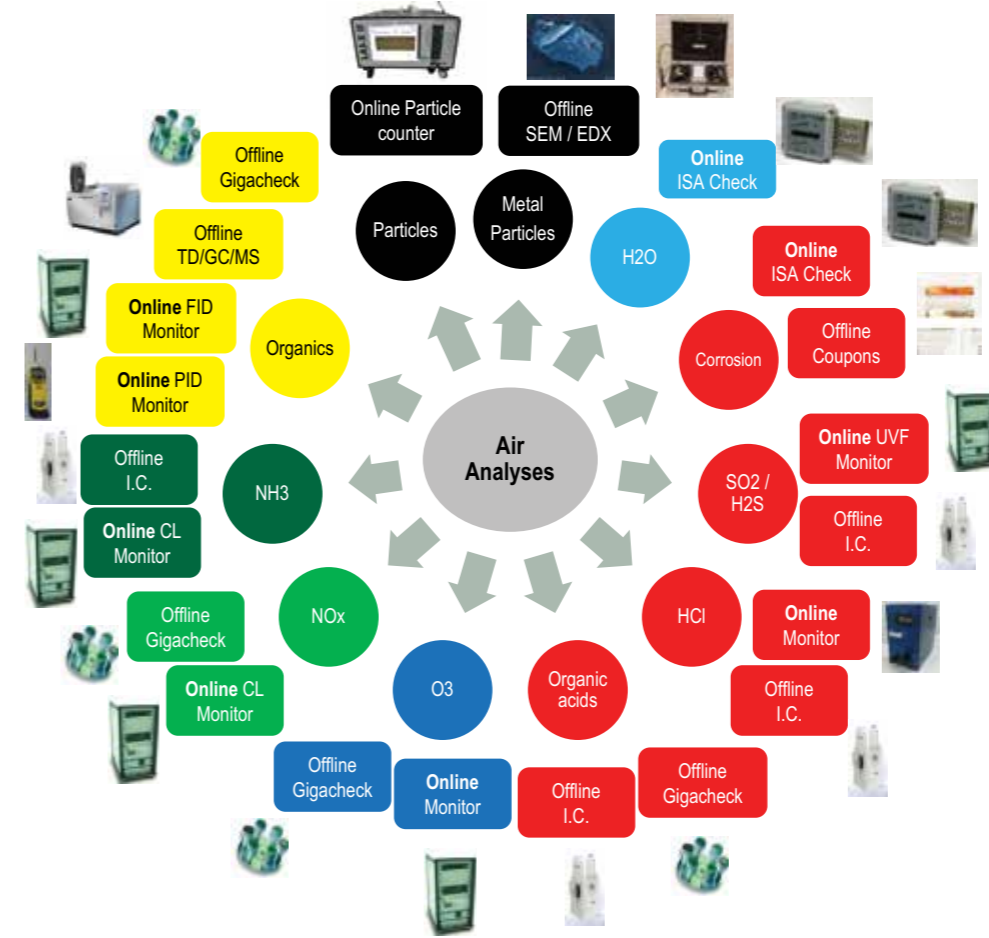 Online Particle
counter
Offline
SEM / EDX
Particles
Metal
Particles
Online
ISA Check
H2O
Online
ISA Check
Offline
Coupons
Corrosion
Online UVF
Monitor
Offline
I.C.
SO2 /
H2S
Online
Monitor
Offline
I.C.
HCl
Organic
acids
Offline
Gigacheck
Offline
I.C.
O3
Online
Monitor
Offline
Gigacheck
NOx
Online CL
Monitor
Offline
Gigacheck
NH3
Online CL
Monitor
Offline
I.C.
Organics
Online PID
Monitor
Online FID
Monitor
Offline
TD/GC/MS
Offline
Gigacheck
Air
Analyses